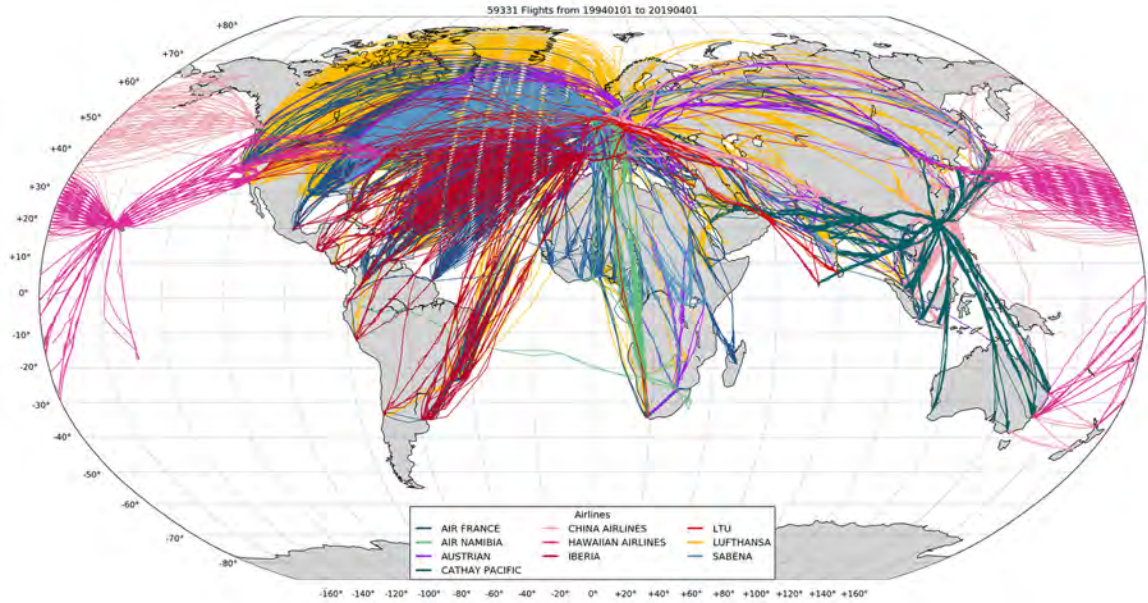 59331 Flights from 19940101 to 20190401
+80°
+70°
+60°
+50°
+40°
+30°
+20°
+10°
0°
-10°
-20°
-30°
-40°
-50°
-60°
-70°
-80°
Airlines
AIR FRANCE CHINA AIRLINES LTU
AIR NAMIBIA HAWAIIAN AIRLINES LUFTHANSA
AUSTRIAN IBERIA SABENA
CATHAY PACIFIC
-160° -140° -120° -100° -80° -60° -40° -20° 0° +20° +40° +60° +80° +100° +120° +140° +160°